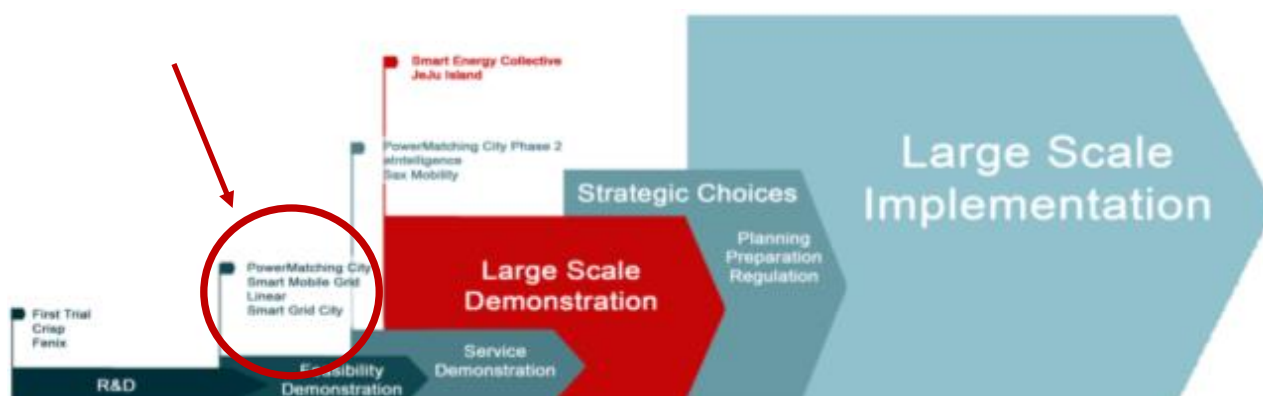 Smart Energy Collective
JeJu Island
PowerMatching City Phase 2
eIntelligence
Sax Mobility
PowerMatching City
Smart Mobile Grid
Linear
Smart Grid City
First Trial
Crisp
Fenix
R&D
Feasibility
Demonstration
Service
Demonstration
Large Scale
Demonstration
Strategic Choices
Planning
Preparation
Regulation
Large Scale
Implementation